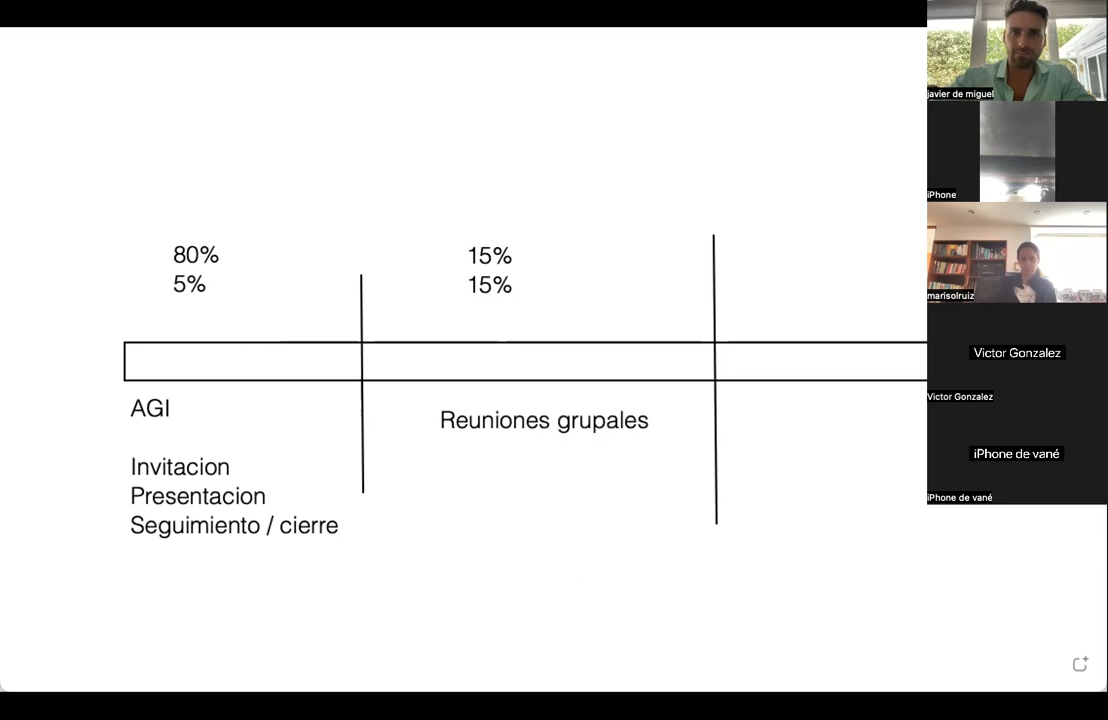 80%
5%
15%
15%
AGI
Invitacion
Presentacion
Seguimiento / cierre
Reuniones grupales
javier de miguel
iPhone
marisolruiz
Victor Gonzalez
Victor Gonzalez
iPhone de vané
iPhone de vané